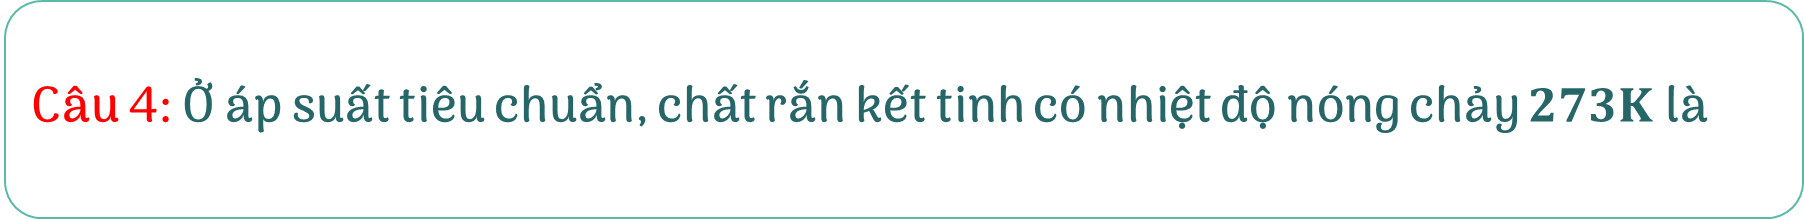 Câu 4: Ở áp suất tiêu chuẩn, chất rắn kết tinh có nhiệt độ nóng chảy 273K là